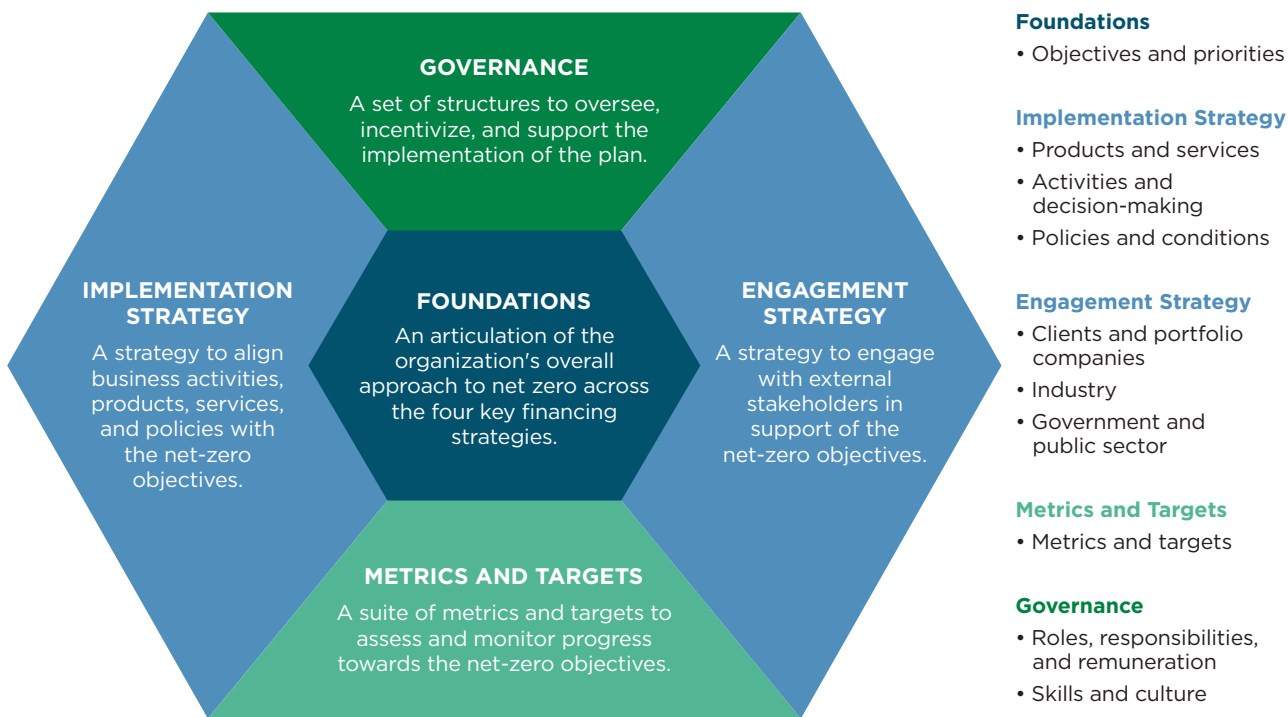 GOVERNANCE
A set of structures to oversee,
incentivize, and support the
implementation of the plan.
IMPLEMENTATION
STRATEGY
A strategy to align
business activities,
products, services,
and policies with
the net-zero
objectives.
FOUNDATIONS
An articulation of the
organization's overall
approach to net zero across
the four key financing
strategies.
ENGAGEMENT
STRATEGY
A strategy to engage
with external
stakeholders in
support of the
net-zero objectives.
METRICS AND TARGETS
A suite of metrics and targets to
assess and monitor progress
towards the net-zero objectives.
Foundations
• Objectives and priorities
Implementation Strategy
• Products and services
• Activities and
decision-making
• Policies and conditions
Engagement Strategy
• Clients and portfolio
companies
• Industry
• Government and
public sector
Metrics and Targets
• Metrics and targets
Governance
• Roles, responsibilities,
and remuneration
• Skills and culture